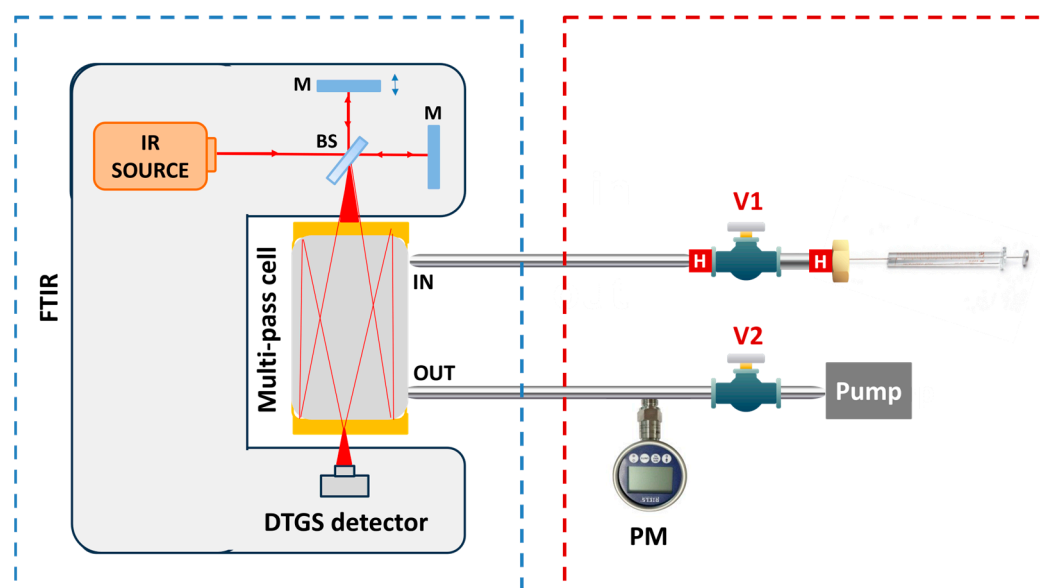 M
M
BS
IR
SOURCE
V1
H
H
IN
FTIR
Multi-pass cell
V2
OUT
Pump
DTGS detector
PM